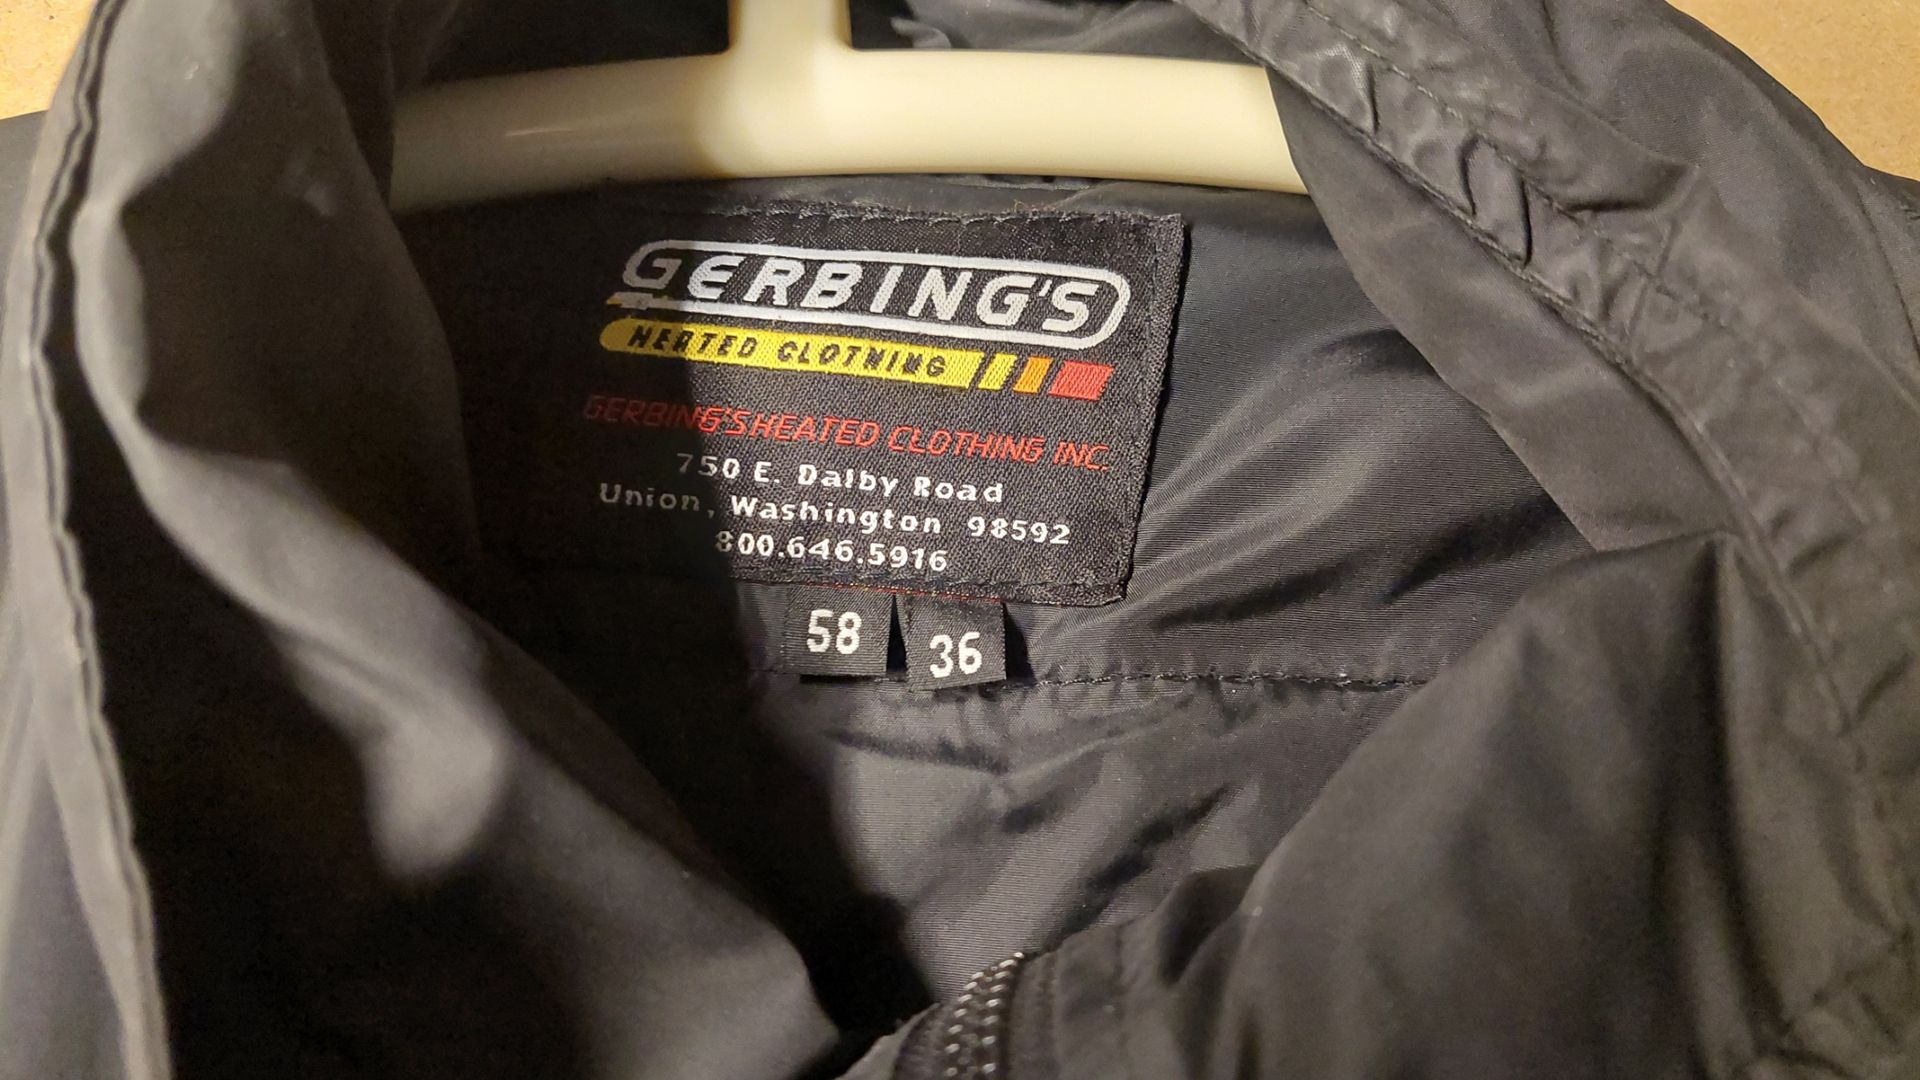 GERBING'S
HEATED CLOTHING
GERBING'S HEATED CLOTHING INC.
750 E. Dalby Road
Union, Washington 98592
800.646.5916
58
36